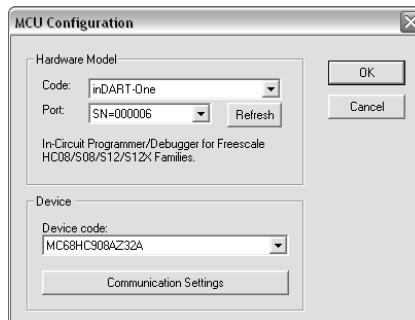 MCU Configuration
Hardware Model
Code: inDART-One
Port: SN=000006 Refresh
In-Circuit Programmer/Debugger for Freescale
HC08/S08/S12/S12X Families.
OK
Cancel
Device
Device code:
MC68HC908AZ32A
Communication Settings